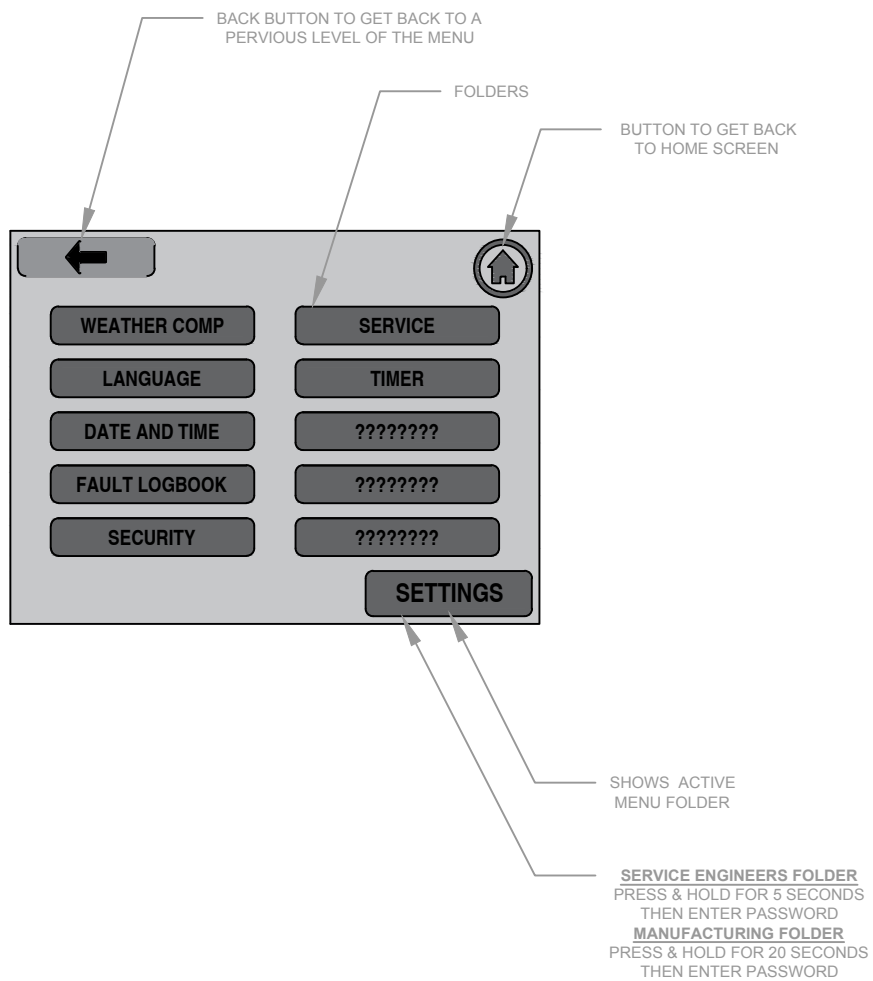 BACK BUTTON TO GET BACK TO A
PERVIOUS LEVEL OF THE MENU
FOLDERS
BUTTON TO GET BACK
TO HOME SCREEN
WEATHER COMP
SERVICE
LANGUAGE
TIMER
DATE AND TIME
????????
FAULT LOGBOOK
????????
SECURITY
????????
SETTINGS
SHOWS ACTIVE
MENU FOLDER
SERVICE ENGINEERS FOLDER
PRESS & HOLD FOR 5 SECONDS
THEN ENTER PASSWORD
MANUFACTURING FOLDER
PRESS & HOLD FOR 20 SECONDS
THEN ENTER PASSWORD